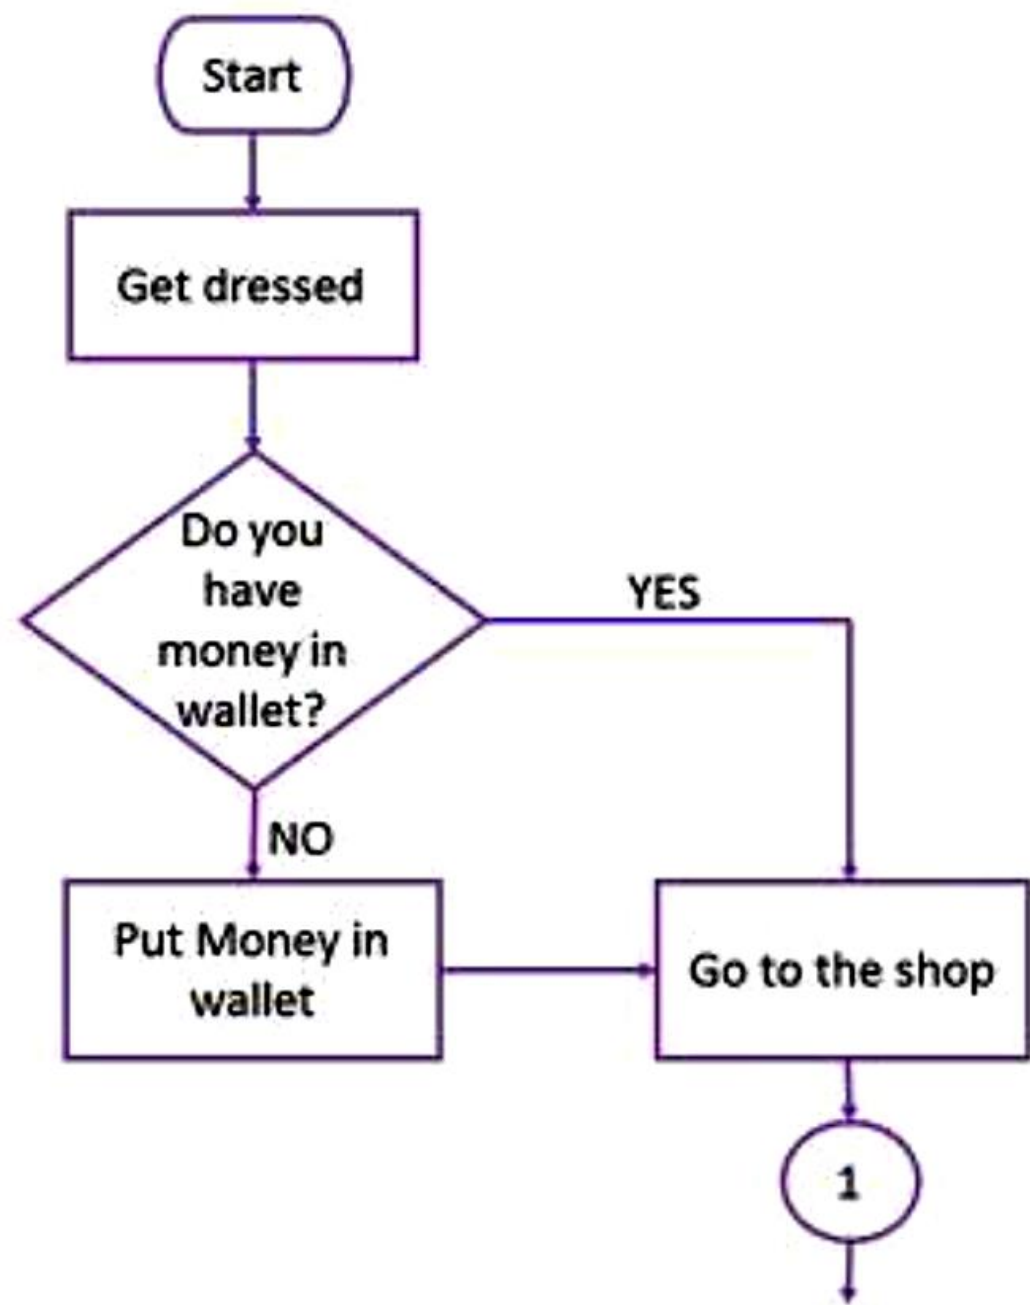 Start
Get dressed
Do you
have
money in
wallet?
YES
NO
Put Money in
wallet
Go to the shop
1